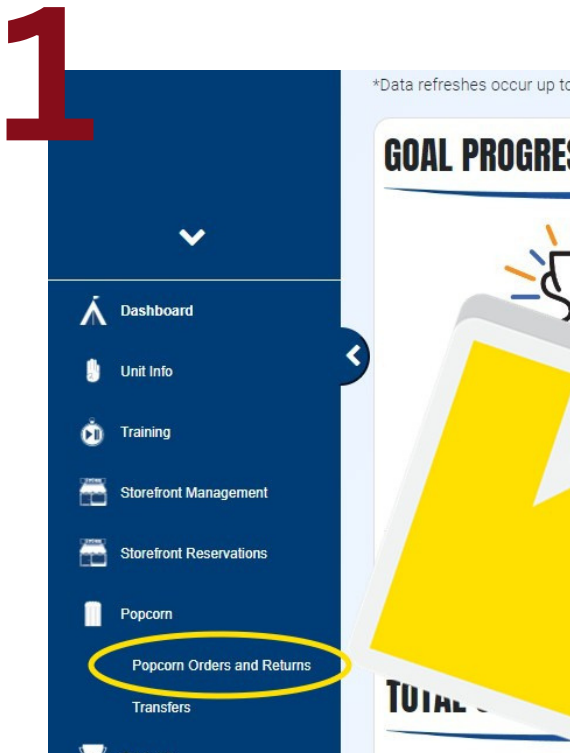 1
*Data refreshes occur up to
GOAL PROGRES
Dashboard
Unit Info
Training
Storefront Management
Storefront Reservations
Popcorn
Popcorn Orders and Returns
Transfers
TOTAL